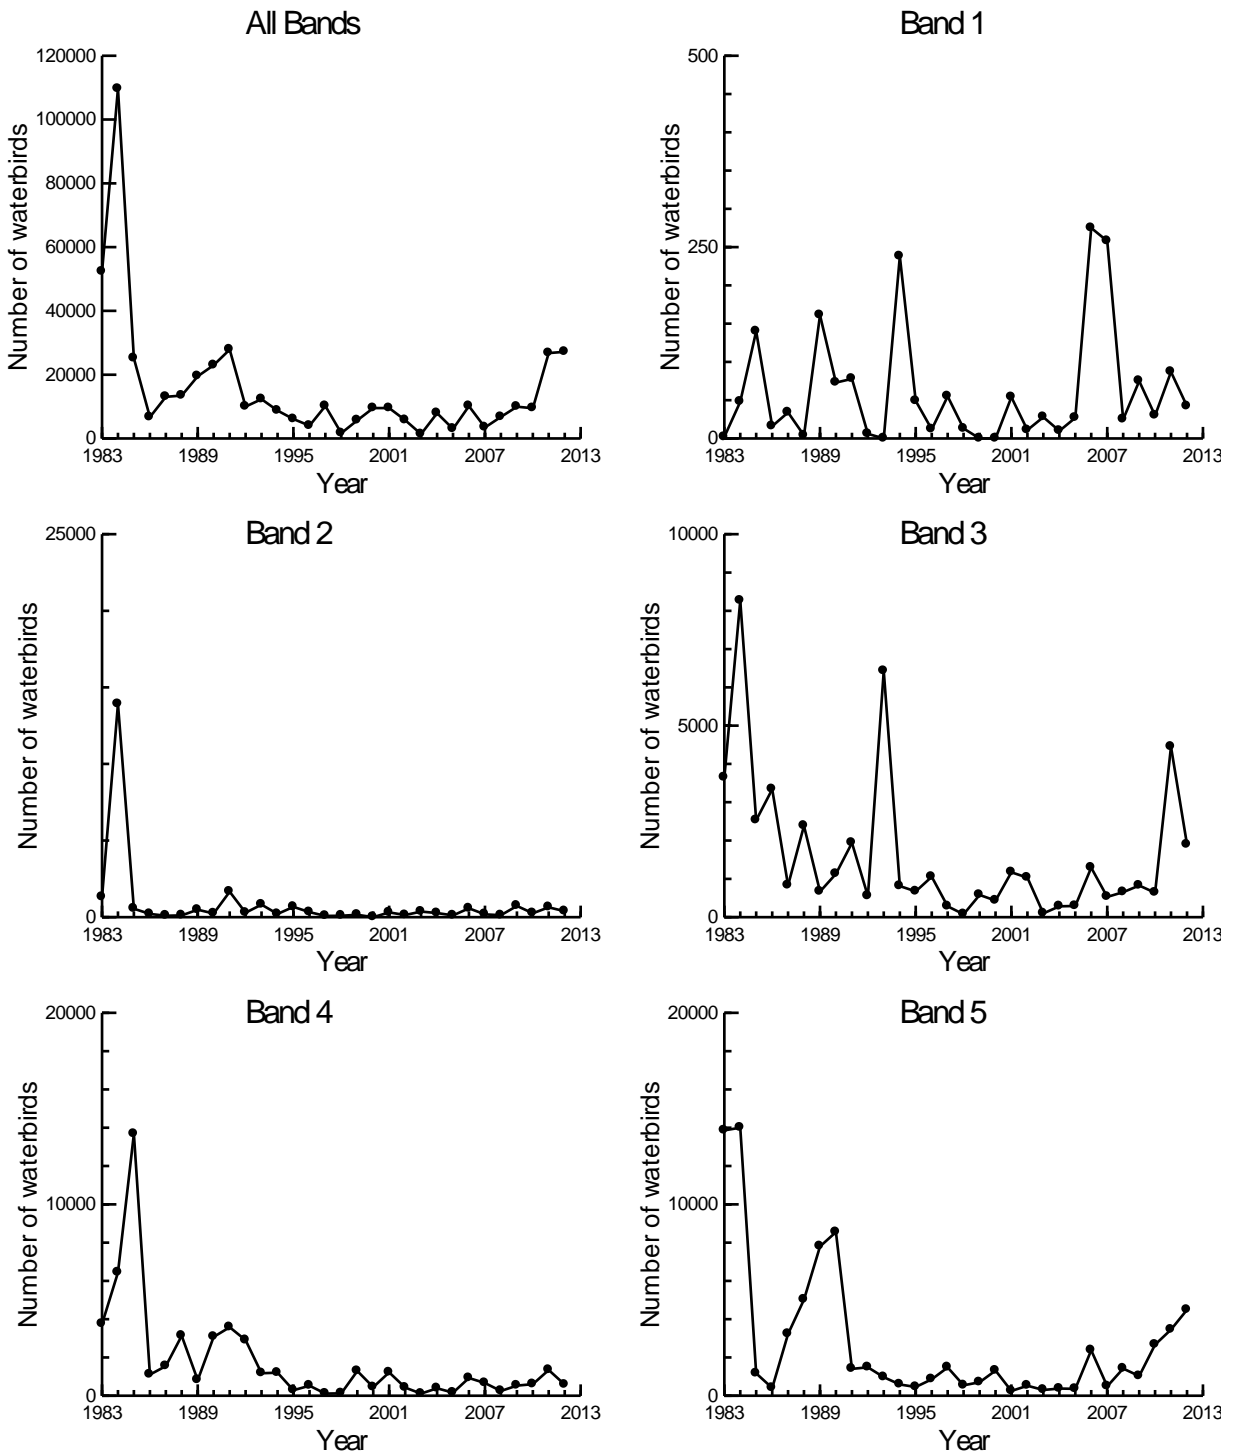 All Bands
120000
100000
80000
60000
40000
20000
0
Number of waterbirds
1983 1989 1995 2001 2007 2013
Year
Band 1
500
250
0
Number of waterbirds
1983 1989 1995 2001 2007 2013
Year
Band 2
25000
0
Number of waterbirds
1983 1989 1995 2001 2007 2013
Year
Band 3
10000
5000
0
Number of waterbirds
1983 1989 1995 2001 2007 2013
Year
Band 4
20000
10000
0
Number of waterbirds
1983 1989 1995 2001 2007 2013
Year
Band 5
20000
10000
0
Number of waterbirds
1983 1989 1995 2001 2007 2013
Year